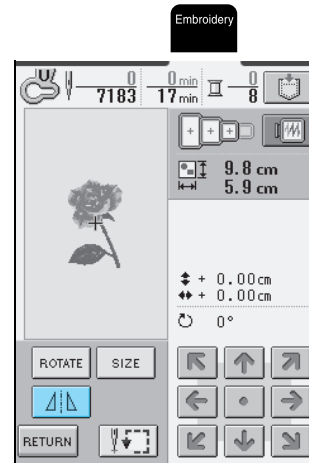 Embroidery
U
0 0 min 0
7183 17 min 8
9.8 cm
5.9 cm
+ 0.00cm
+ 0.00cm
0°
ROTATE SIZE
RETURN